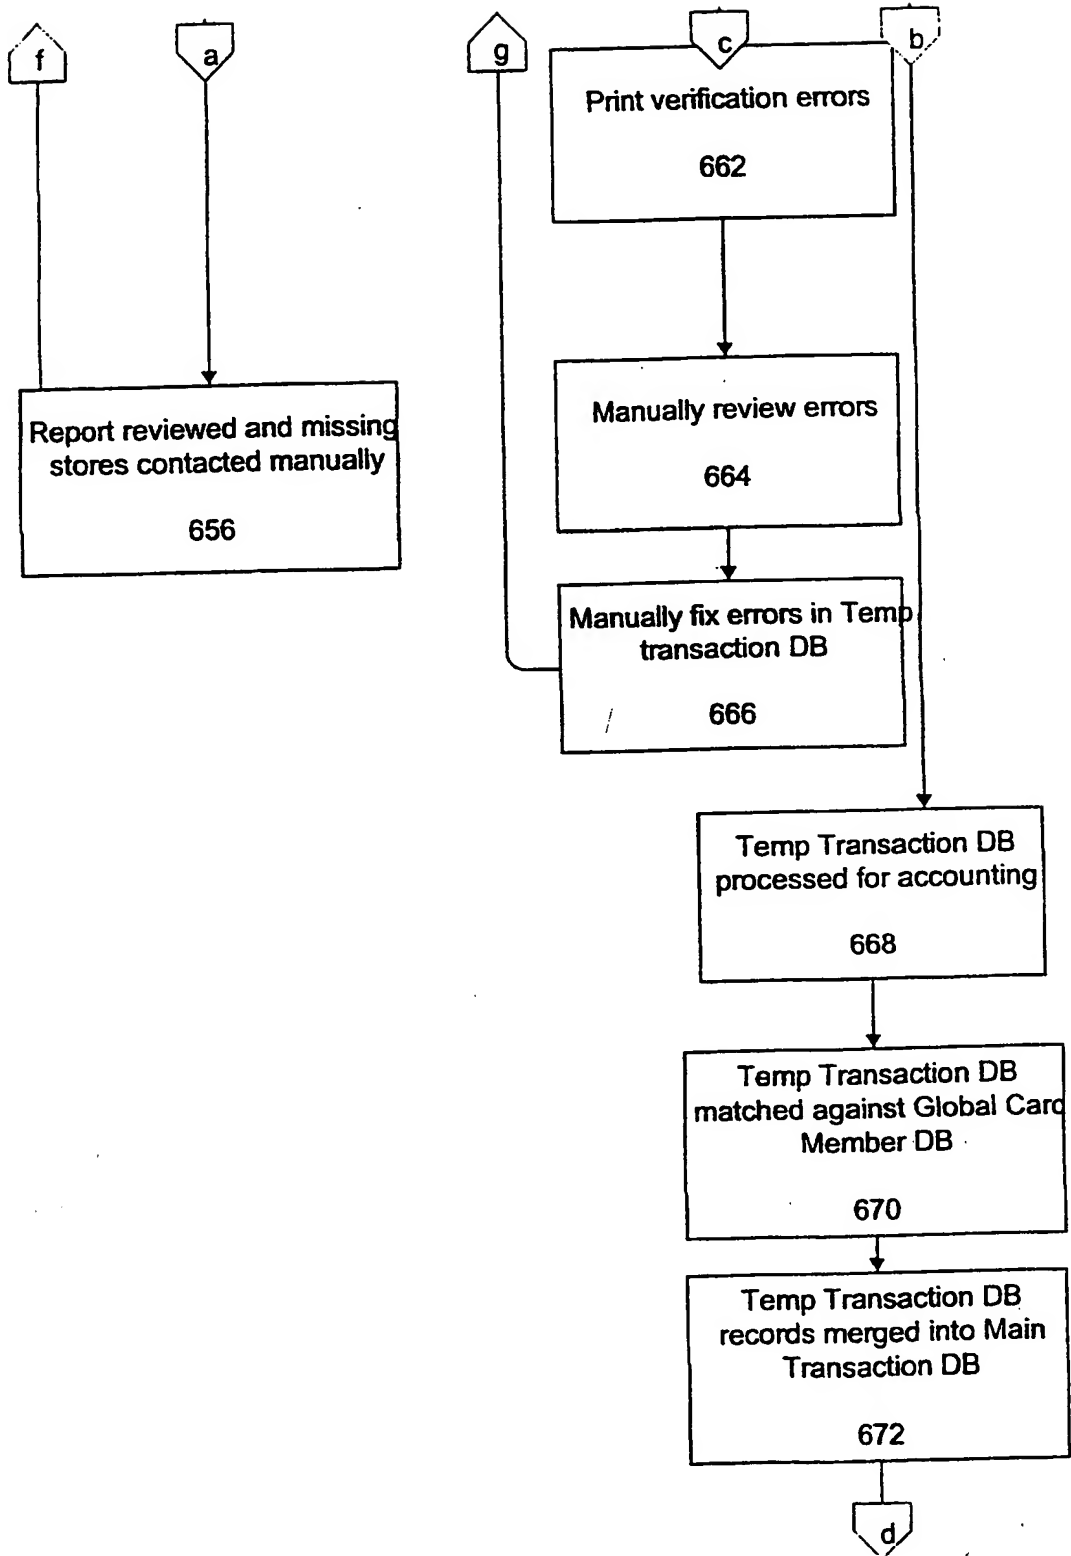 f
a
g
c
b
Print verification errors
662
Report reviewed and missing
stores contacted manually
656
Manually review errors
664
Manually fix errors in Temp
transaction DB
666
Temp Transaction DB
processed for accounting
668
Temp Transaction DB
matched against Global Card
Member DB
670
Temp Transaction DB
records merged into Main
Transaction DB
672
d